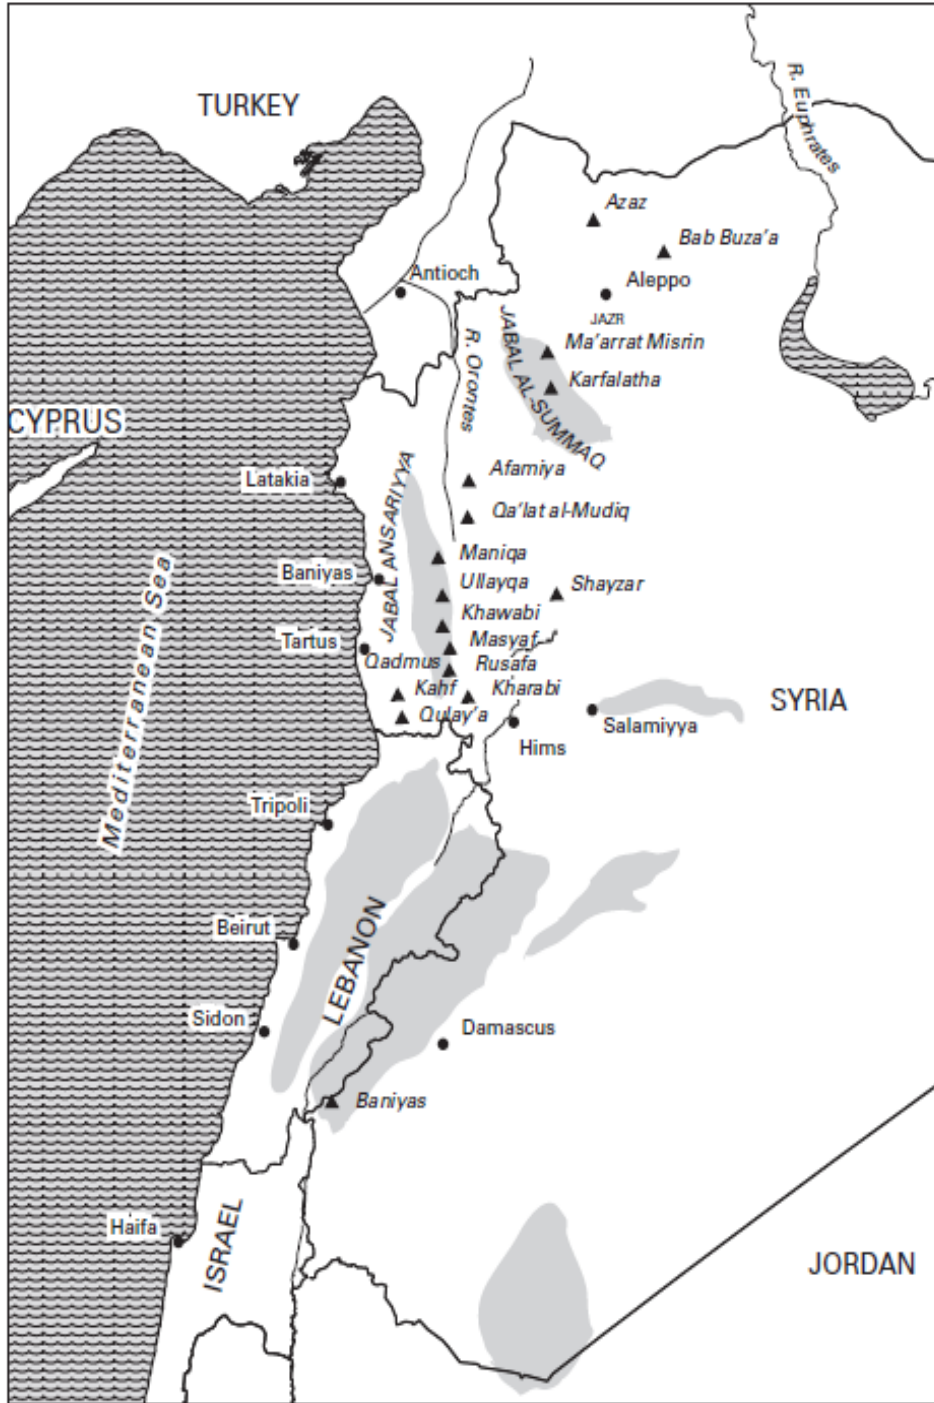 TURKEY
R. Euphrates
Azaz
Bab Buza'a
Antioch
Aleppo
JAZR
JABAL AL-SUMMAQ
R. Orontes
Ma'arrat Misrin
Karfalatha
CYPRUS
Latakia
Afamiya
JABAL ANSARIYYA
Qa'lat al-Mudiq
Maniqa
Baniyas
Ullayqa
Shayzar
Khawabi
Tartus
Masyaf
Qadmus
Rusafa
Kahf
Kharabi
SYRIA
Qulay'a
Salamiyya
Hims
Mediterranean Sea
Tripoli
Beirut
LEBANON
Sidon
Damascus
Baniyas
Haifa
ISRAEL
JORDAN